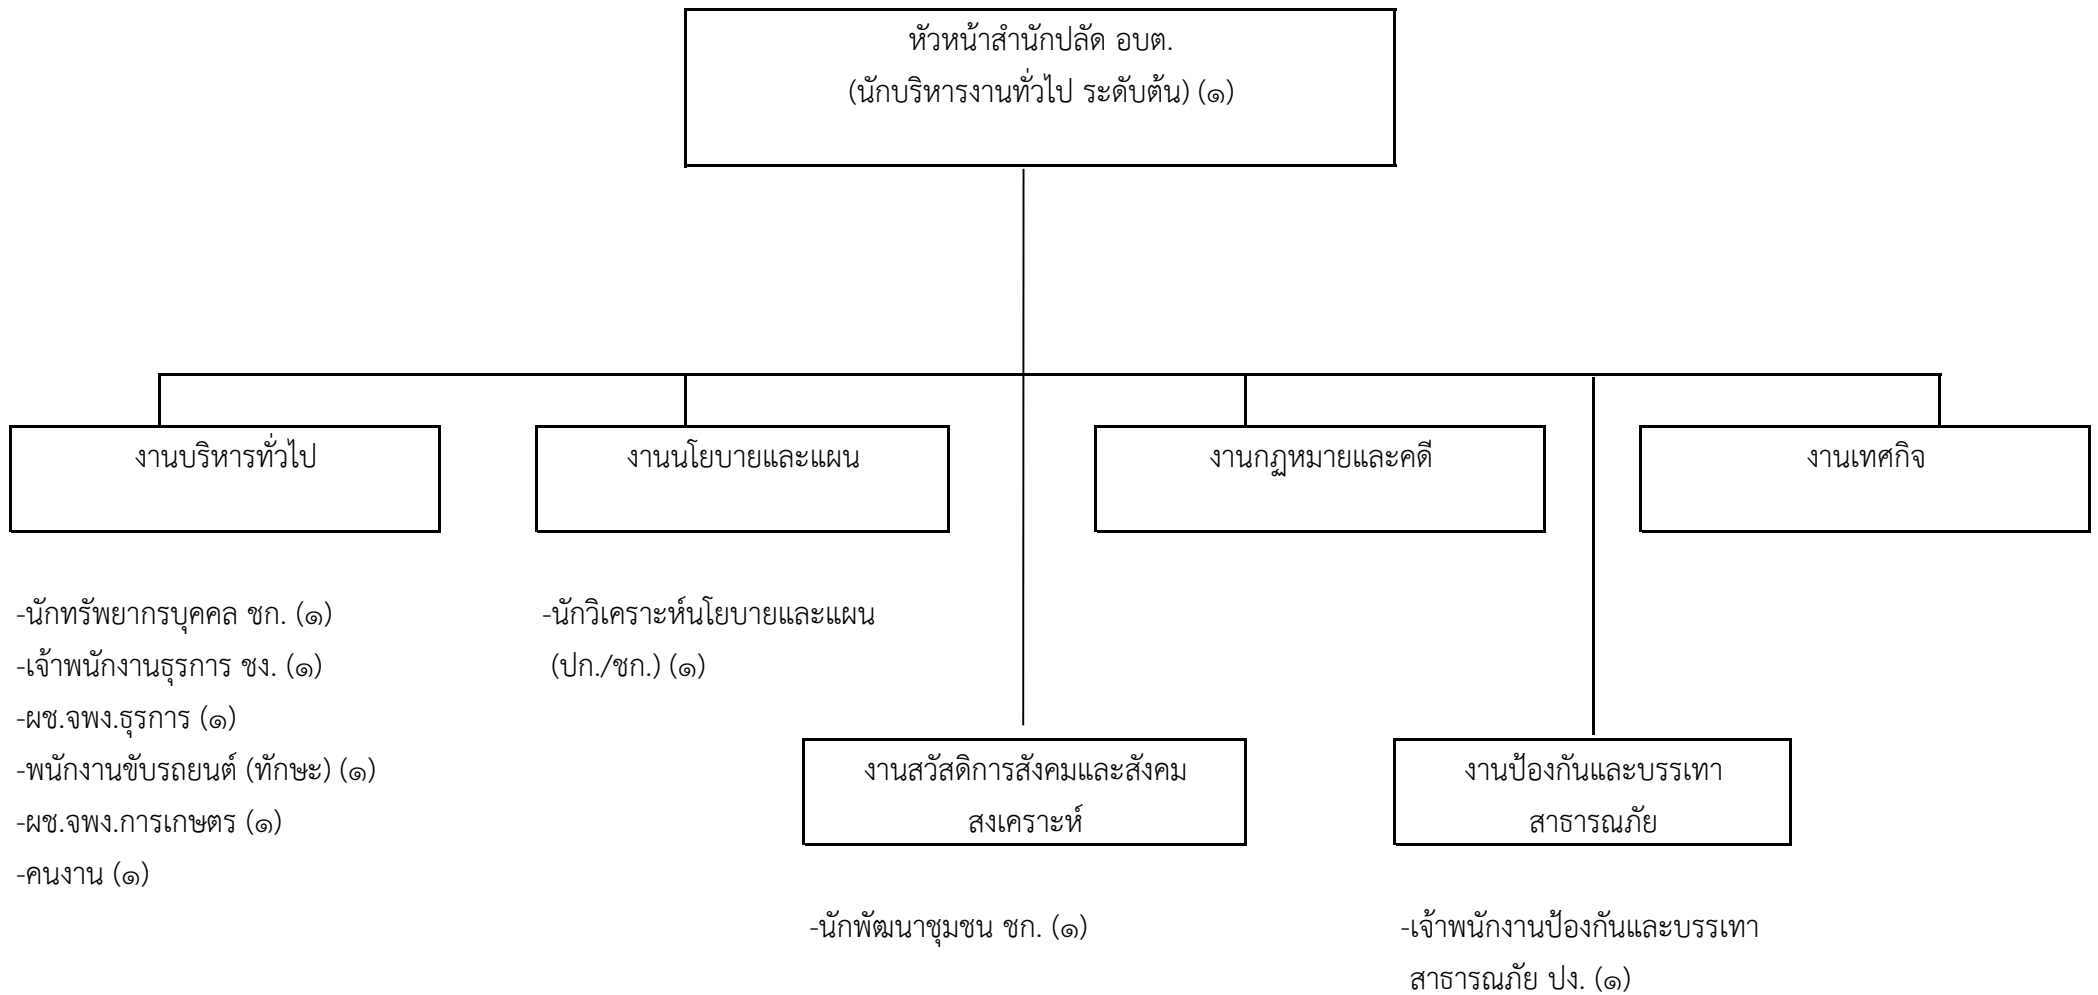 หัวหน้าสำนักปลัด อบต.
(นักบริหารงานทั่วไป ระดับต้น) (๑)
งานบริหารทั่วไป
งานนโยบายและแผน
งานกฎหมายและคดี
งานเทศกิจ
-นักทรัพยากรบุคคล ชก. (๑)
-เจ้าพนักงานธุรการ ชง. (๑)
-ผช.จพง.ธุรการ (๑)
-พนักงานขับรถยนต์ (ทักษะ) (๑)
-ผช.จพง.การเกษตร (๑)
-คนงาน (๑)
-นักวิเคราะห์นโยบายและแผน
(ปก./ชก.) (๑)
งานสวัสดิการสังคมและสังคม
สงเคราะห์
-นักพัฒนาชุมชน ชก. (๑)
งานป้องกันและบรรเทา
สาธารณภัย
-เจ้าพนักงานป้องกันและบรรเทา
สาธารณภัย ปง. (๑)